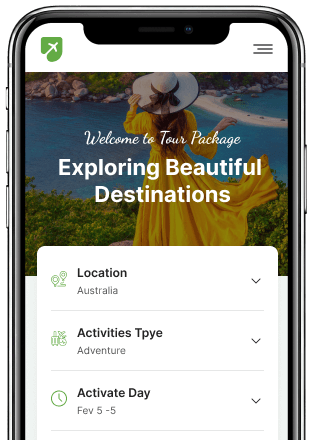 Welcome to Tour Package
Exploring Beautiful
Destinations
Location
Australia
Activities Tpye
Adventure
Activate Day
Fev 5 -5